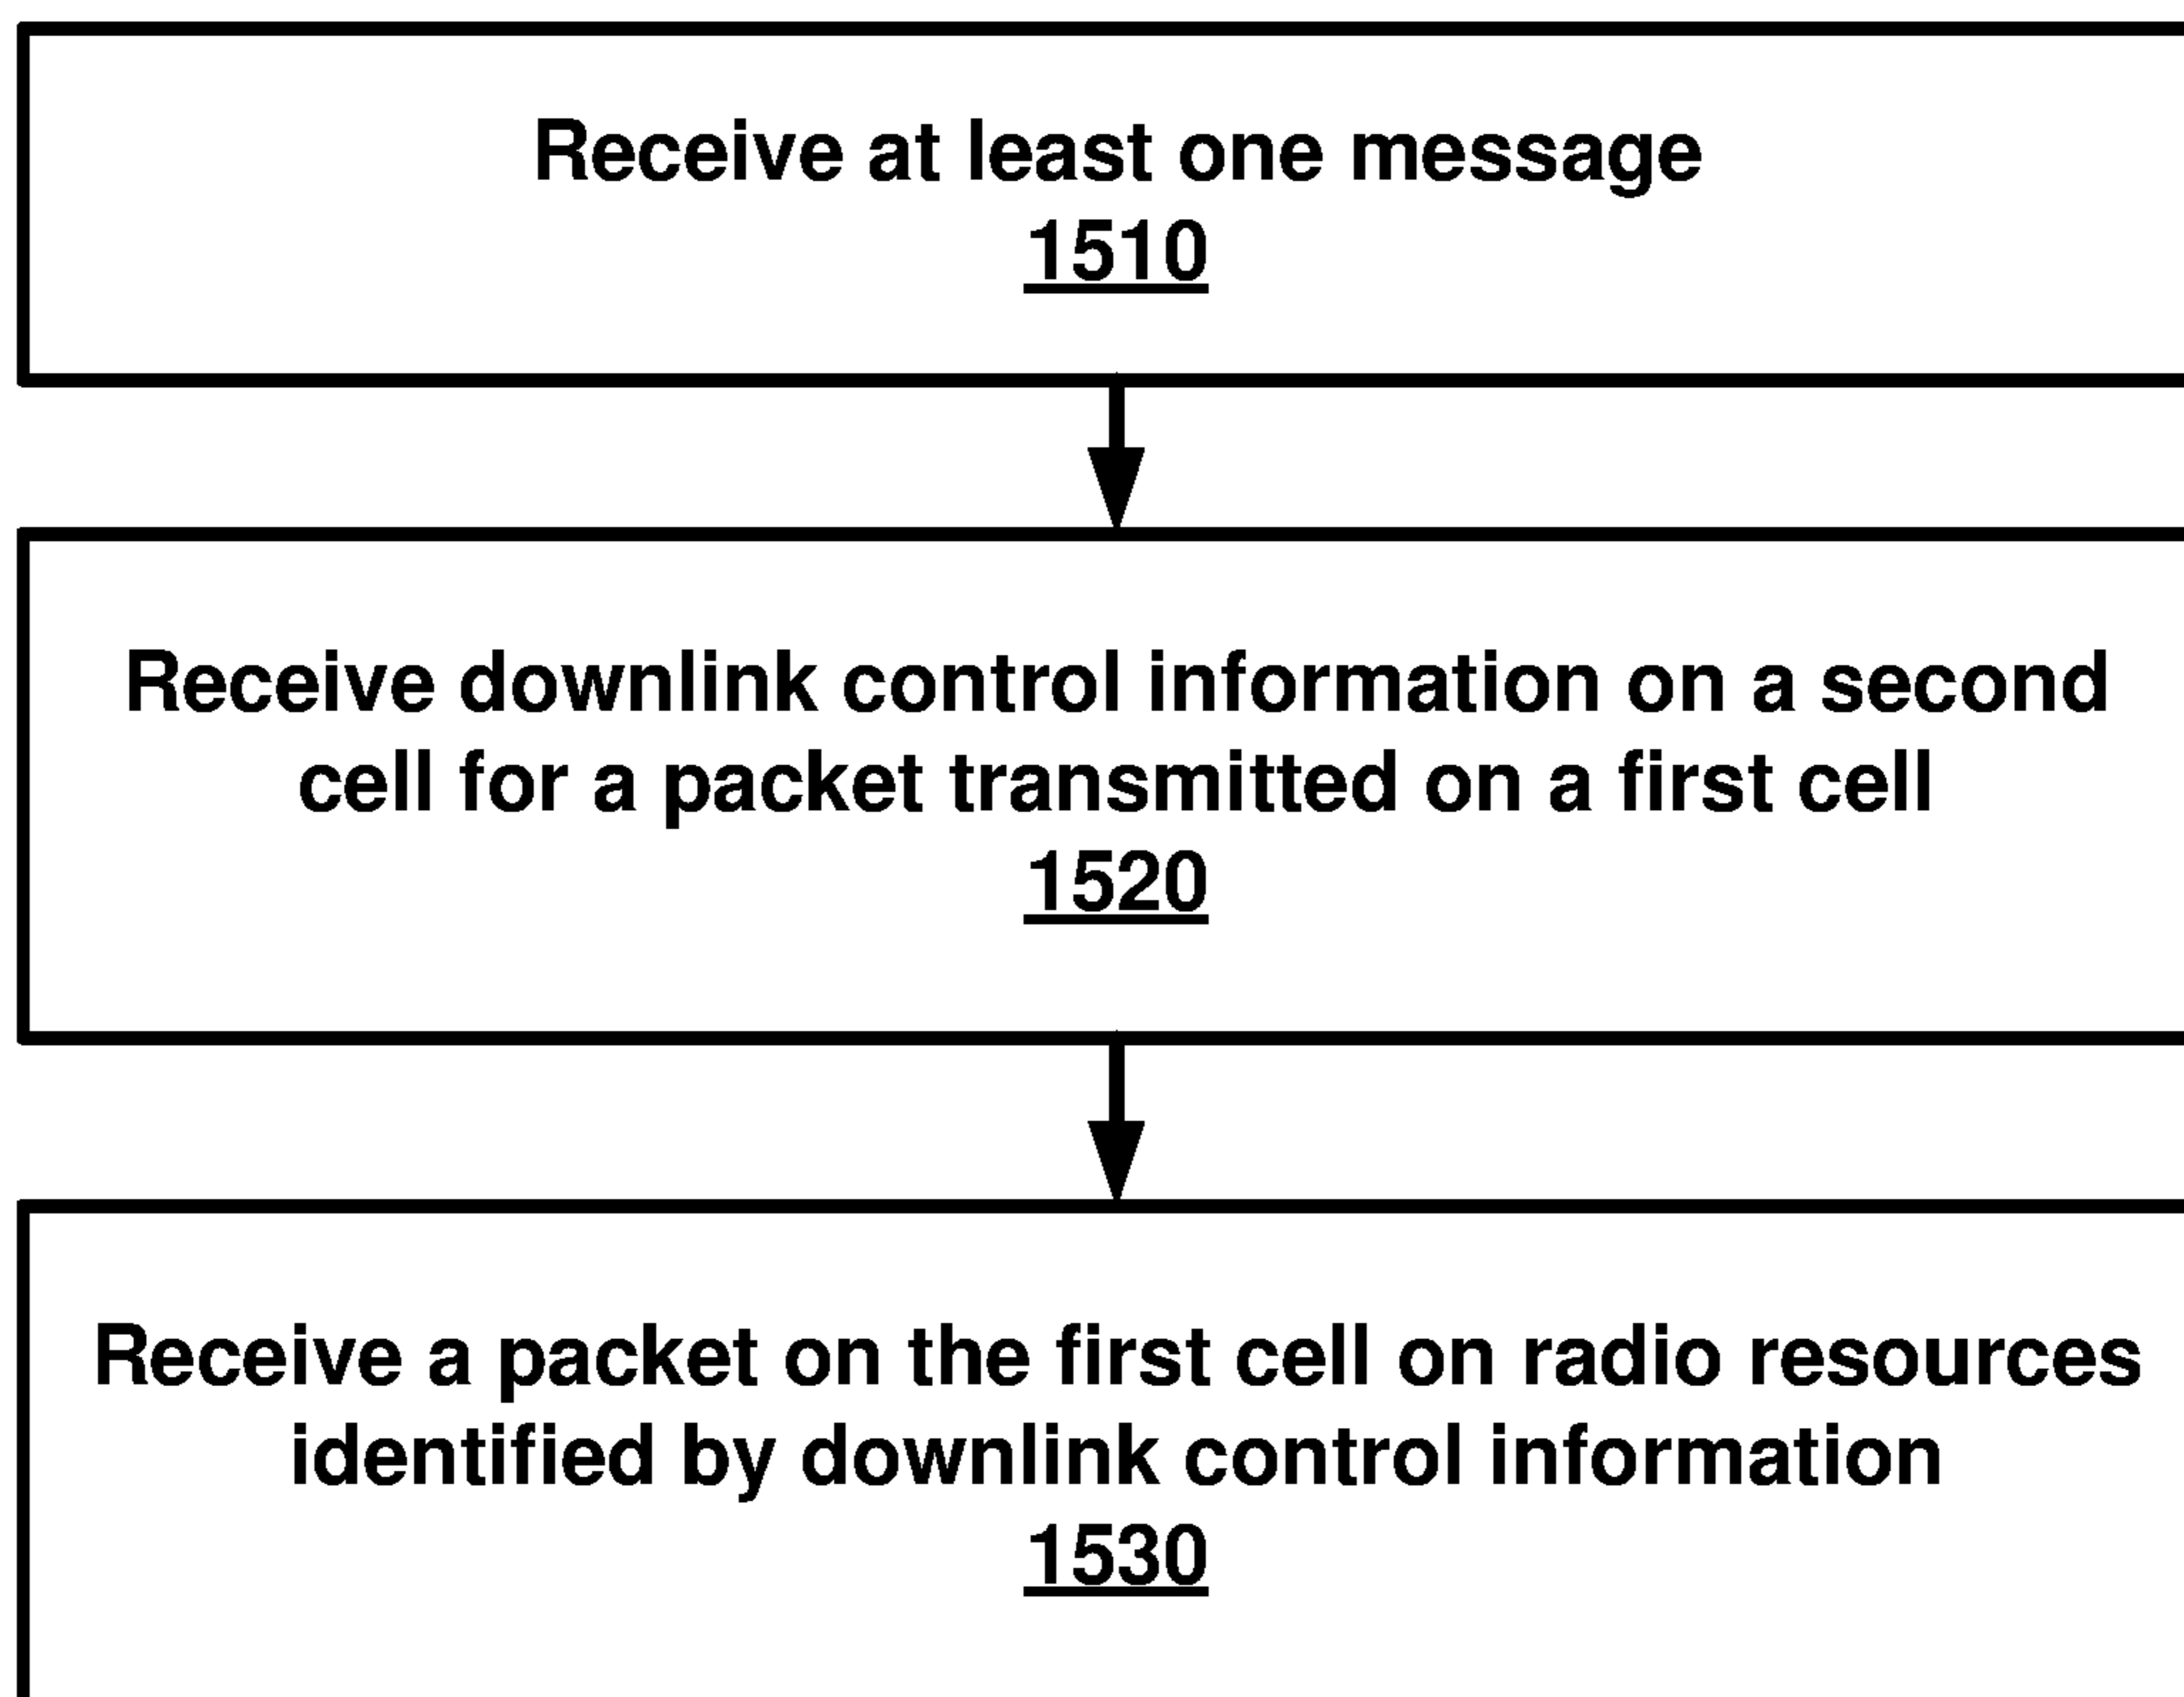 Receive at least one message
1510
Receive downlink control information on a second
cell for a packet transmitted on a first cell
1520
Receive a packet on the first cell on radio resources
identified by downlink control information
1530